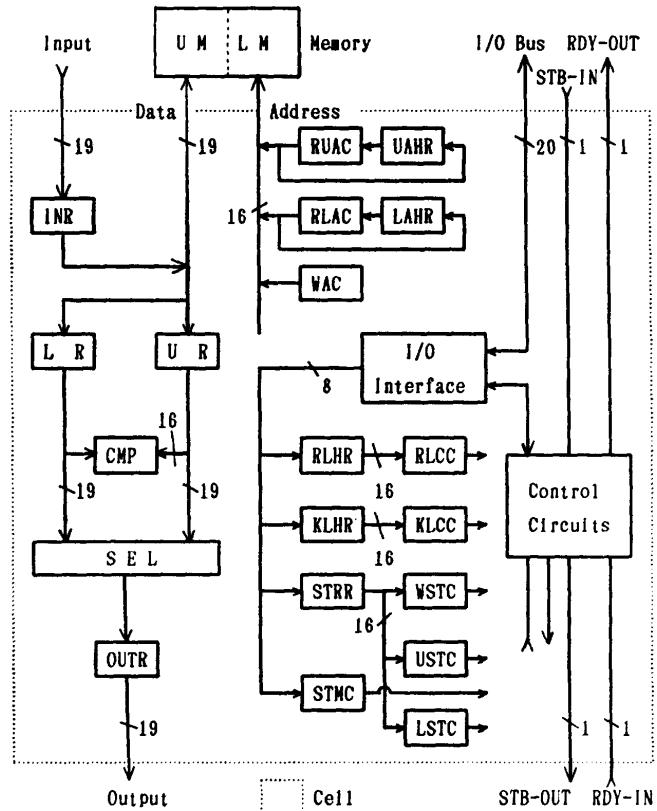 Input
U M L M
Memory
I/O Bus
RDY-OUT
STB-IN
Data
Address
19
19
20
1
1
RUAC
UAHR
INR
16
RLAC
LAHR
WAC
L R
U R
I/O
Interface
8
16
CMP
RLHR
RLCC
16
19
19
Control
Circuits
KLHR
KLCC
16
S E L
STRR
WSTC
16
OUTR
USTC
STMC
LSTC
19
1
1
Output
Cell
STB-OUT
RDY-IN